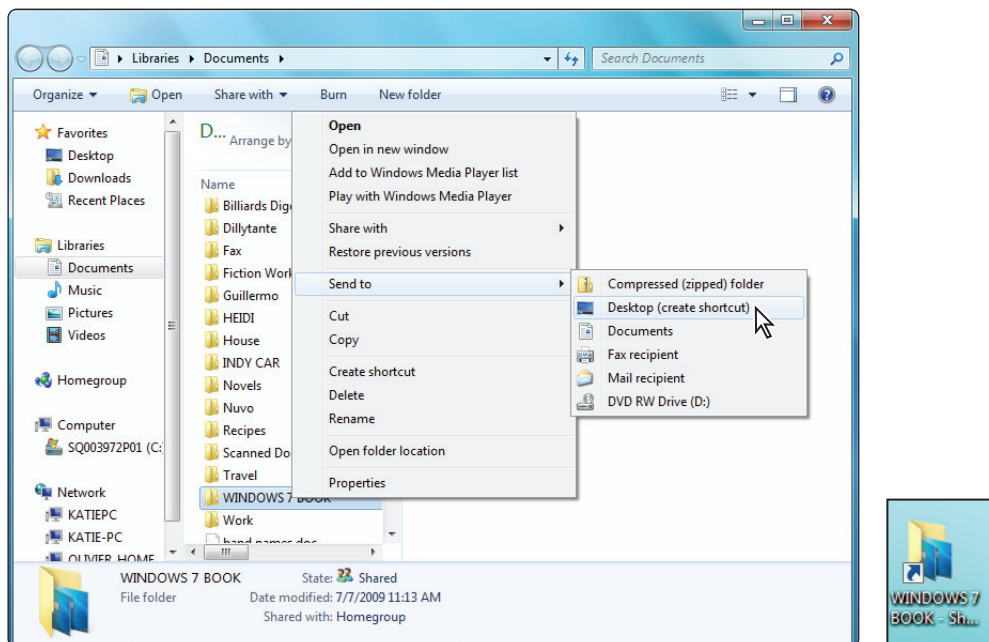 Libraries Documents
Search Documents
Organize Open Share with Burn New folder
Favorites
Desktop
Downloads
Recent Places
Libraries
Documents
Music
Pictures
Videos
Homegroup
Computer
SQ003972P01 (C:
Network
KATIEPC
KATIE-PC
OLIVIER HOME
D...
Arrange by
Name
Billiards Dig
Dillytante
Fax
Fiction Work
Guillermo
HEIDI
House
INDY CAR
Novels
Nuvo
Recipes
Scanned Do
Travel
WINDOWS 7 BOOK
Work
band names.doc
Open
Open in new window
Add to Windows Media Player list
Play with Windows Media Player
Share with
Restore previous versions
Send to
Cut
Copy
Create shortcut
Delete
Rename
Open folder location
Properties
Compressed (zipped) folder
Desktop (create shortcut)
Documents
Fax recipient
Mail recipient
DVD RW Drive (D:)
WINDOWS 7 BOOK State: Shared
File folder Date modified: 7/7/2009 11:13 AM
Shared with: Homegroup
WINDOWS 7
BOOK - Sh...